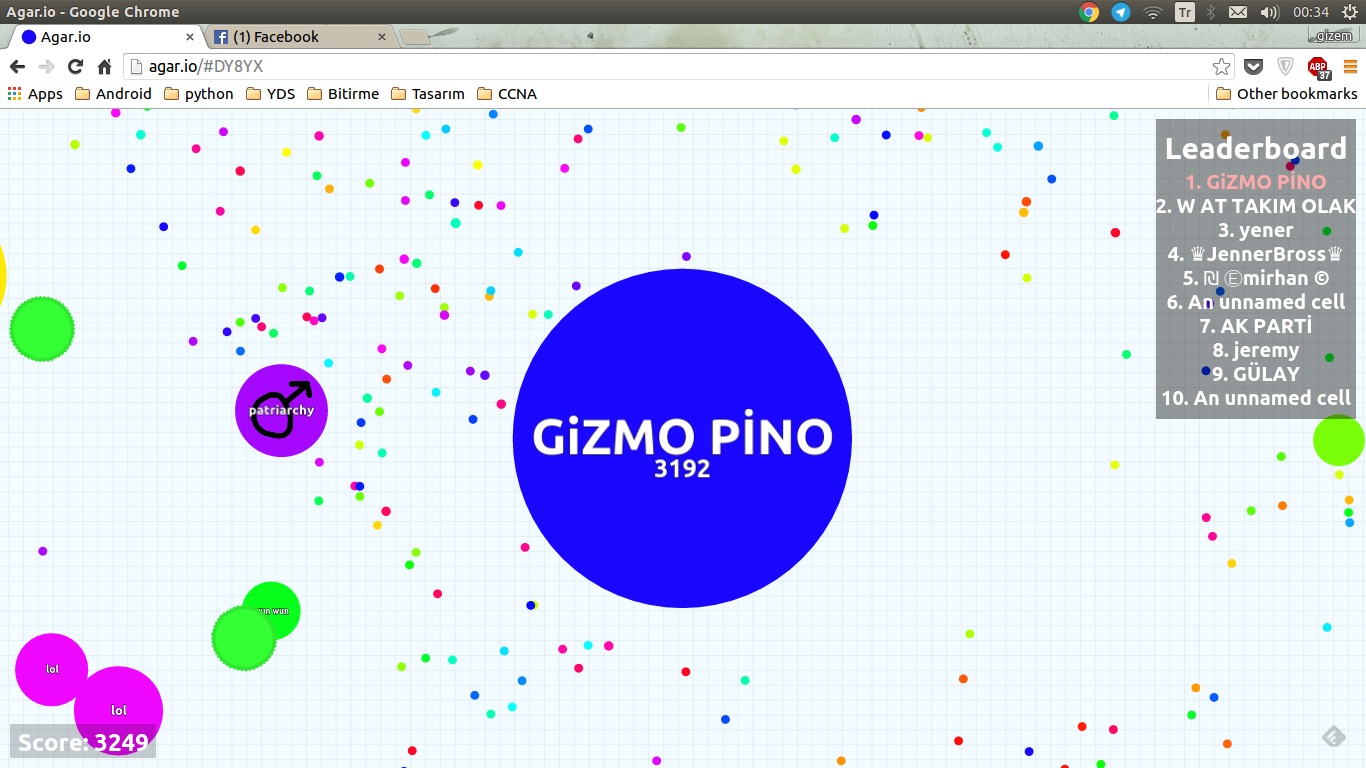 Agar.io - Google Chrome
Tr
00:34
Agar.io
(1) Facebook
gizem
agar.io/#DY8YX
ABP
37
Apps Android python YDS Bitirme Tasarım CCNA Other bookmarks
Leaderboard
1. GiZMO PİNO
2. W AT TAKIM OLAK
3. yener
4. ♛JennerBross♛
5. ₪ Ⓔmirhan ©
6. An unnamed cell
7. AK PARTİ
8. jeremy
9. GÜLAY
10. An unnamed cell
patriarchy
GiZMO PİNO
3192
wun
lol
lol
Score: 3249